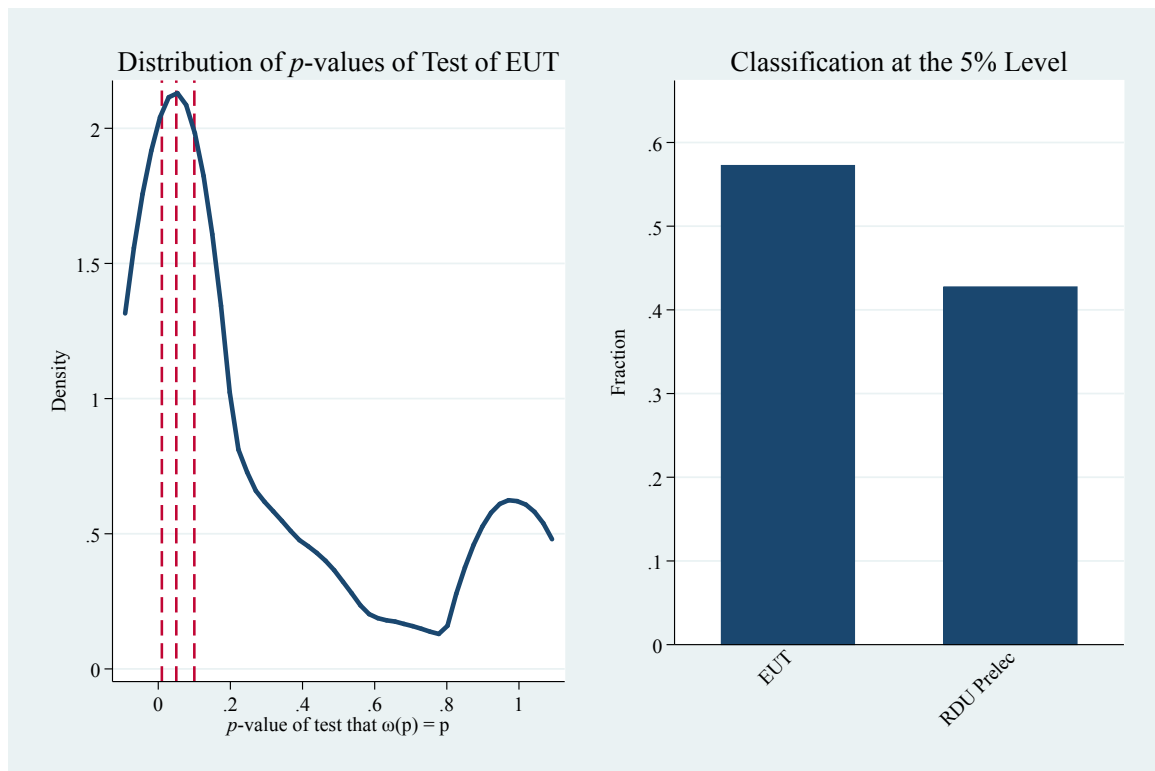 Distribution of p-values of Test of EUT
Density
2
1.5
1
.5
0
0 .2 .4 .6 .8 1
p-value of test that ω(p) = p
Classification at the 5% Level
Fraction
.6
.5
.4
.3
.2
.1
0
EUT
RDU Prelec